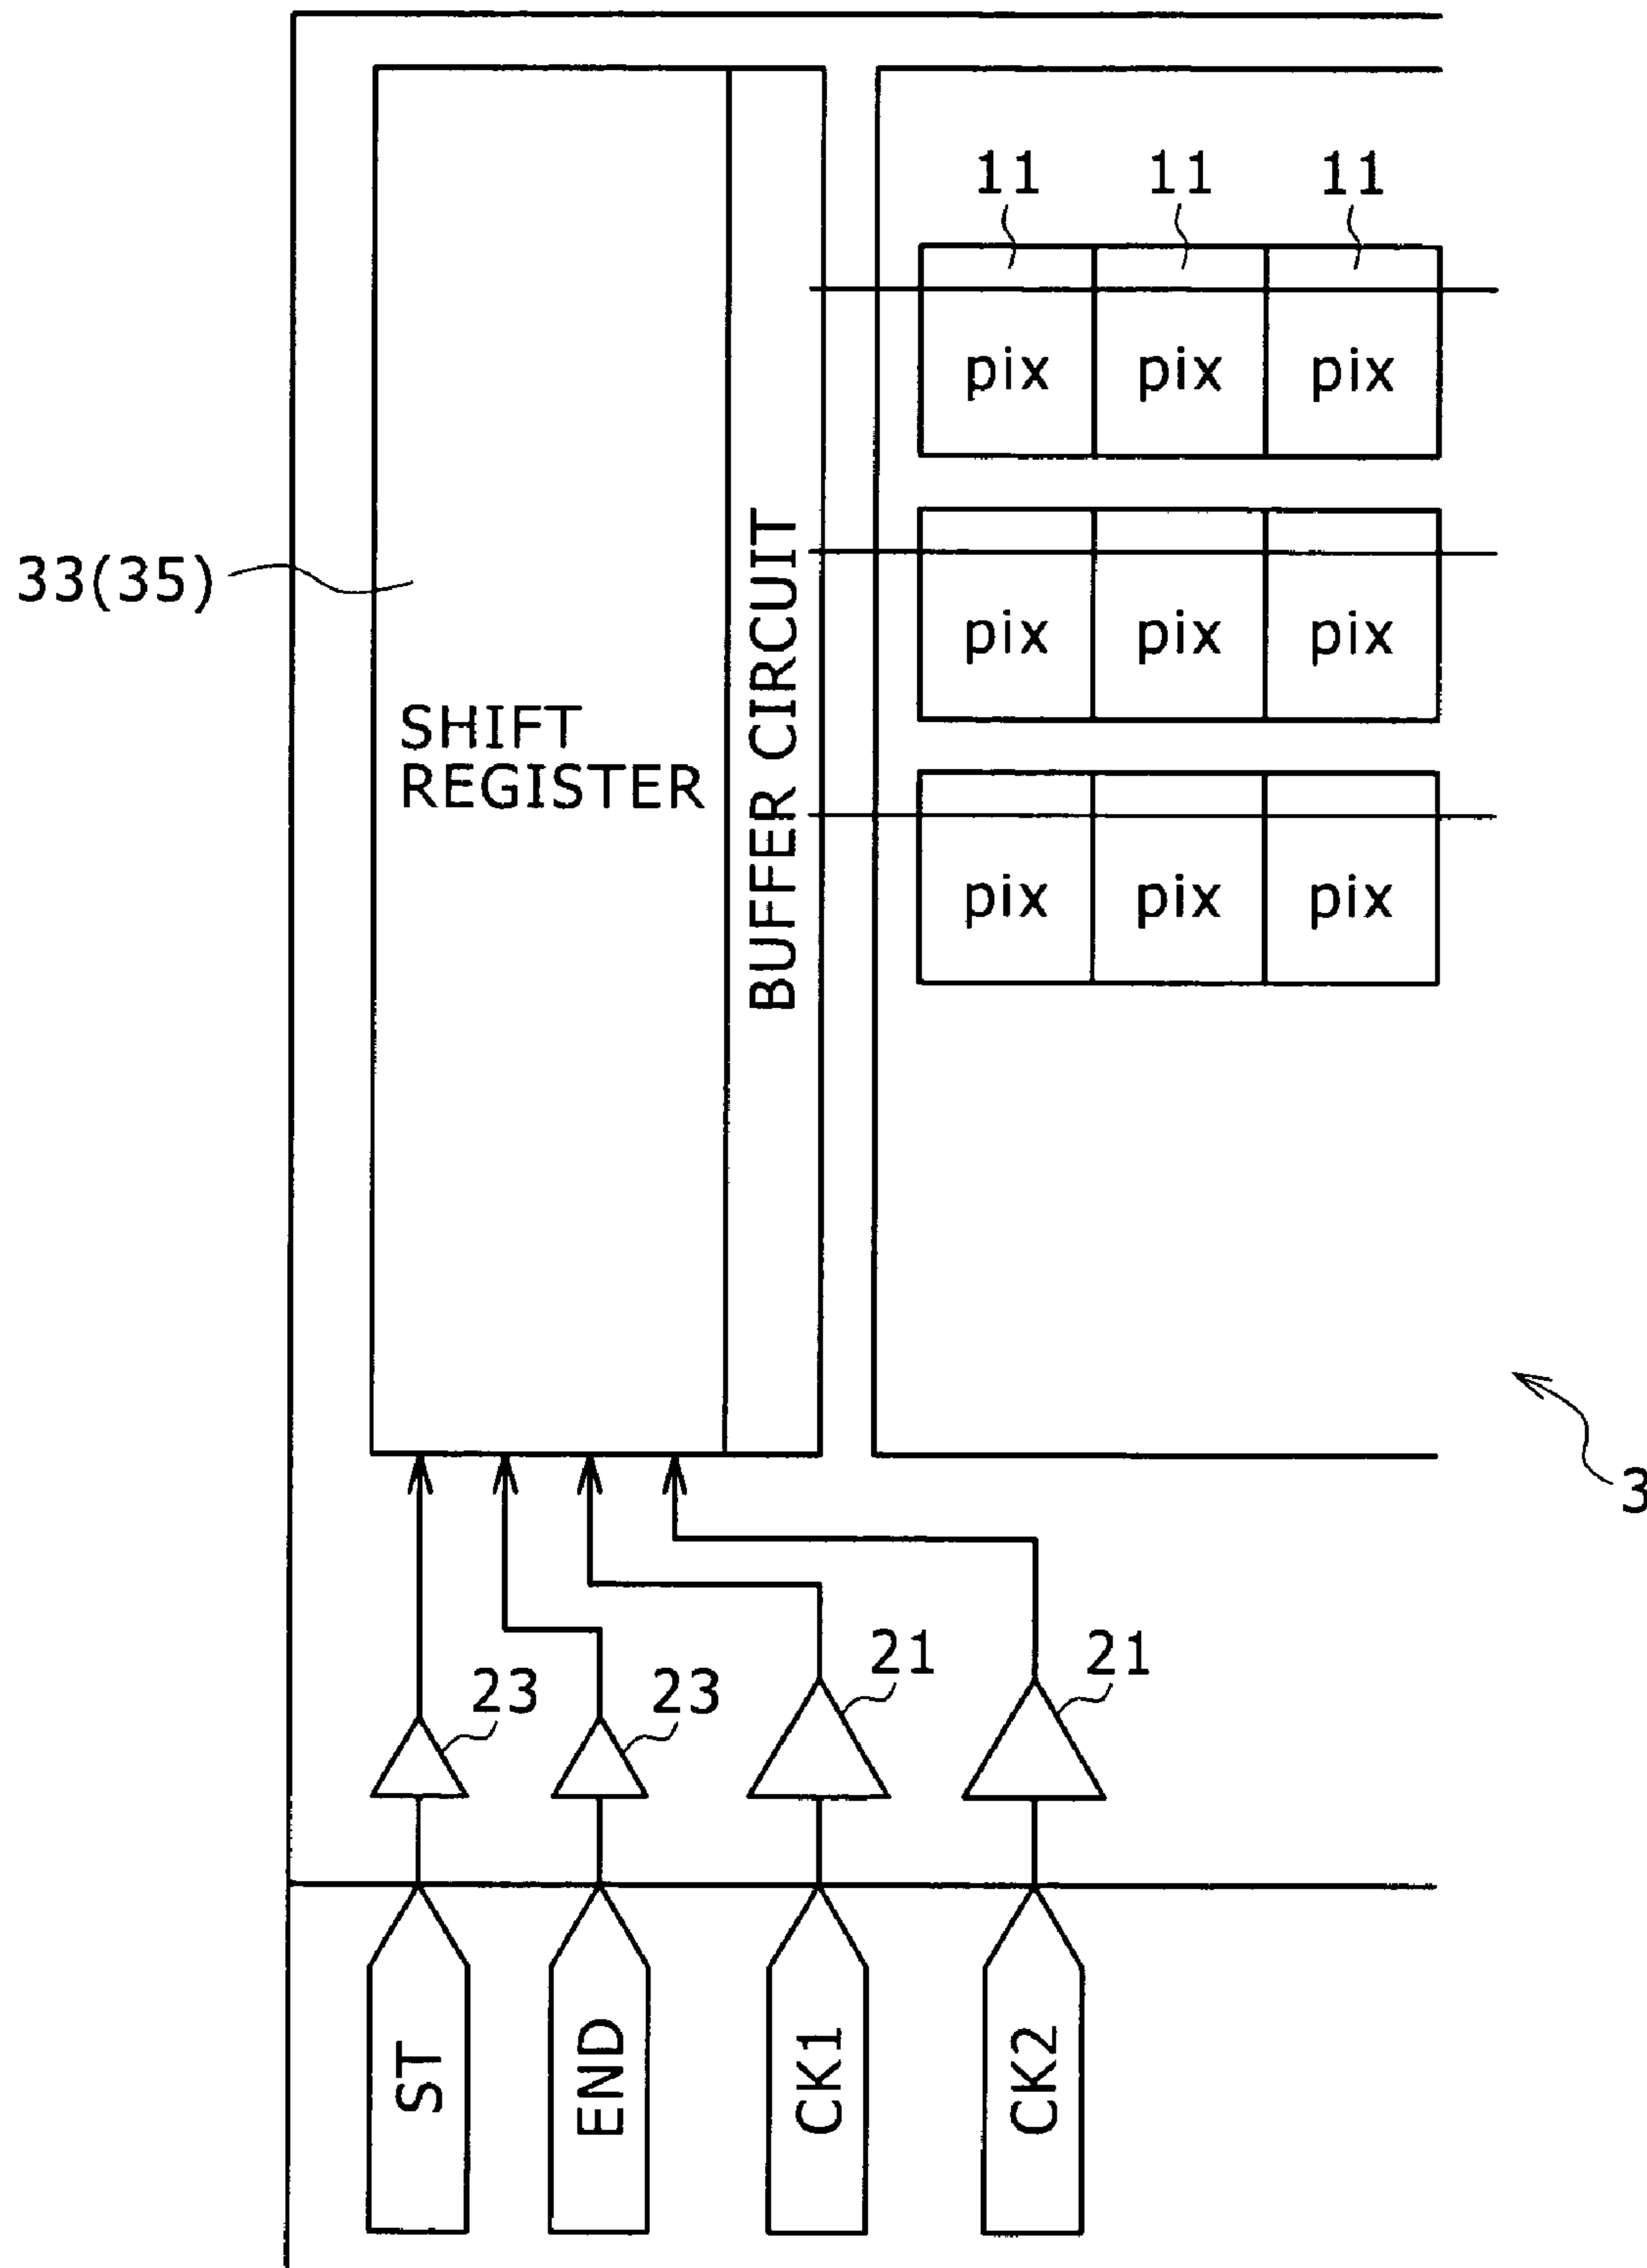 11 11 11
pix pix pix
33(35)
pix pix pix
SHIFT
REGISTER
BUFFER CIRCUIT
pix pix pix
3
23 23 21 21
ST END CK1 CK2